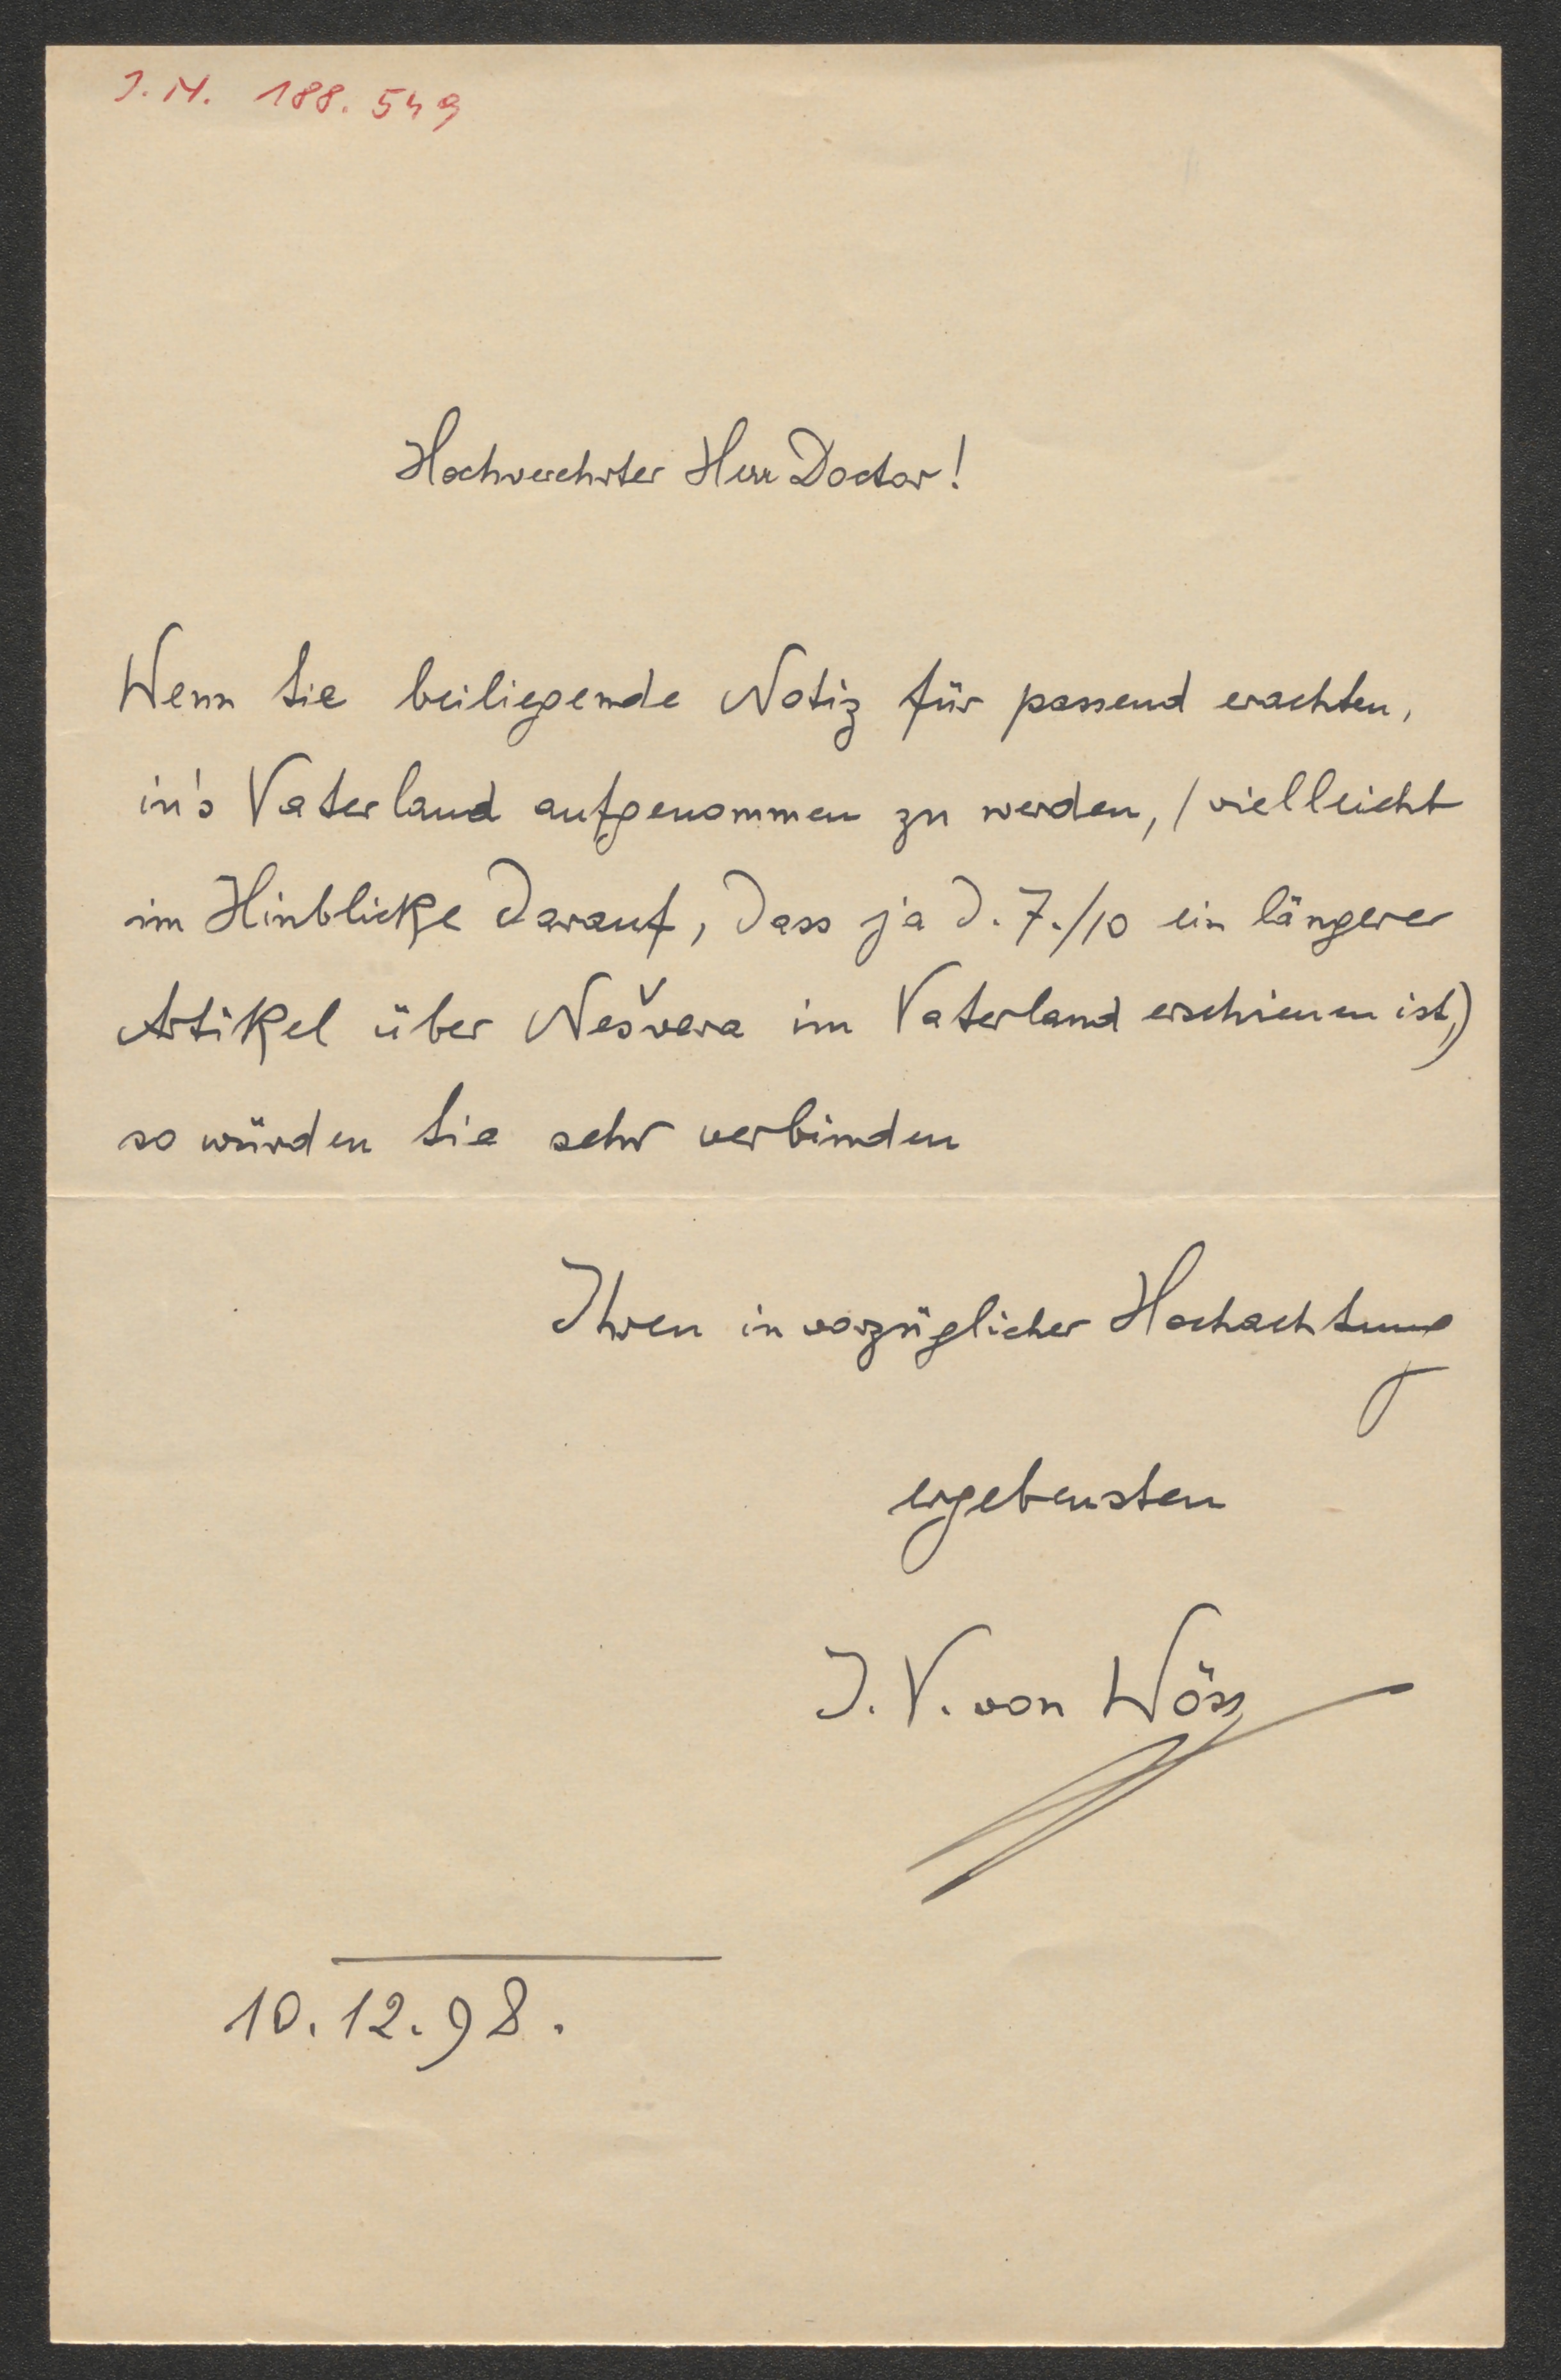 J.N. 188.549
Hochverehrter Herr Doctor!
Wenn Sie beiliegende Notiz für passend erachten,
in's Vaterland aufgenommen zu werden, (vielleicht
im Hinblicke darauf, dass ja d. 7./10 ein längerer
Artikel über Nešvera im Vaterland erschienen ist,)
so würden Sie sehr verbinden
Ihren in vorzüglicher Hochachtung
ergebensten
J. V. von Wöss
10.12.98.